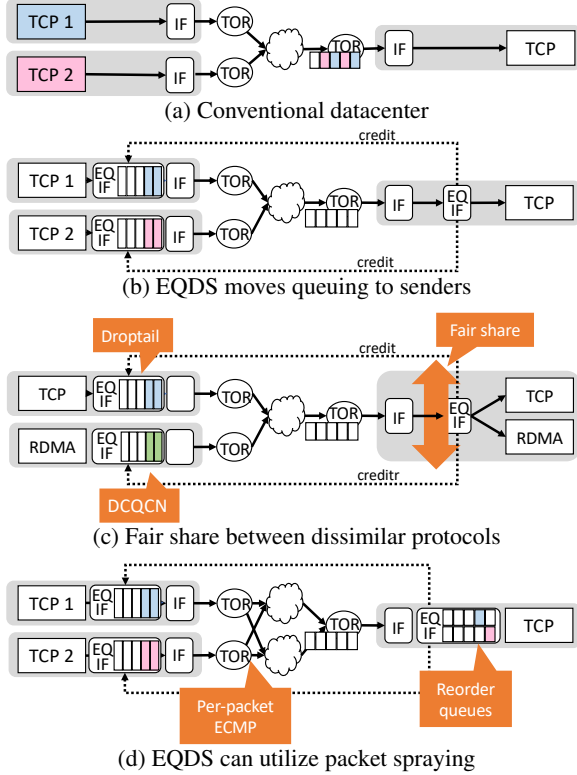 TCP 1 IF TOR
TCP 2 IF TOR TOR IF TCP
(a) Conventional datacenter
credit
TCP 1 EQ IF IF TOR
TCP 2 EQ IF IF TOR TOR IF EQ IF TCP
credit
(b) EQDS moves queuing to senders
Droptail
Fair share
credit
TCP EQ IF TOR
RDMA EQ IF TOR TOR IF EQ IF TCP
RDMA
creditr
DCQCN
(c) Fair share between dissimilar protocols
TCP 1 EQ IF IF TOR
TCP 2 EQ IF IF TOR TOR IF EQ IF TCP
Per-packet
ECMP
Reorder
queues
(d) EQDS can utilize packet spraying